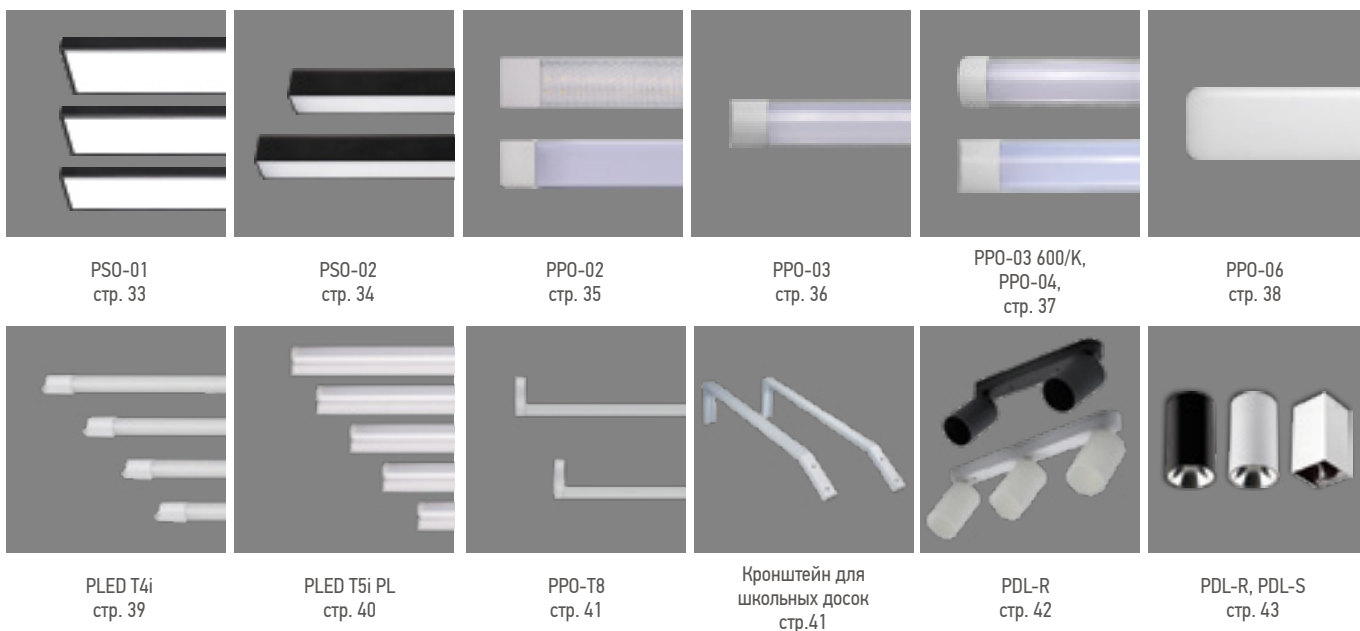 PSO-01
стр. 33
PSO-02
стр. 34
PPO-02
стр. 35
PPO-03
стр. 36
PPO-03 600/K,
PPO-04,
стр. 37
PPO-06
стр. 38
PLED T4i
стр. 39
PLED T5i PL
стр. 40
PPO-T8
стр. 41
Кронштейн для
школьных досок
стр.41
PDL-R
стр. 42
PDL-R, PDL-S
стр. 43